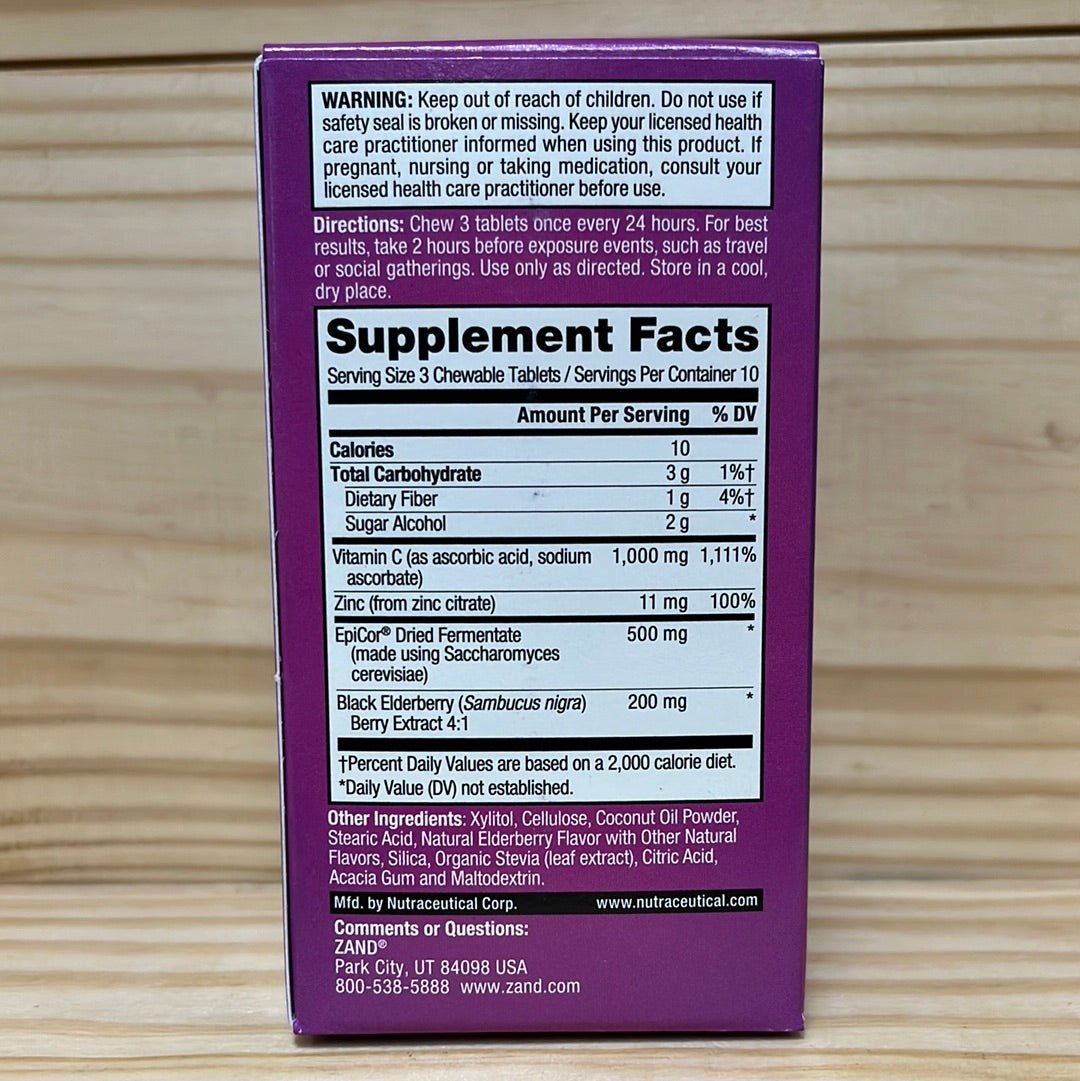 WARNING: Keep out of reach of children. Do not use if
safety seal is broken or missing. Keep your licensed health
care practitioner informed when using this product. If
pregnant, nursing or taking medication, consult your
licensed health care practitioner before use.
Directions: Chew 3 tablets once every 24 hours. For best
results, take 2 hours before exposure events, such as travel
or social gatherings. Use only as directed. Store in a cool,
dry place.
Supplement Facts
Serving Size 3 Chewable Tablets / Servings Per Container 10
Amount Per Serving % DV
Calories 10
Total Carbohydrate 3 g 1%†
Dietary Fiber 1 g 4%†
Sugar Alcohol 2 g *
Vitamin C (as ascorbic acid, sodium 1,000 mg 1,111%
ascorbate)
Zinc (from zinc citrate) 11 mg 100%
EpiCor® Dried Fermentate 500 mg *
(made using Saccharomyces
cerevisiae)
Black Elderberry (Sambucus nigra) 200 mg *
Berry Extract 4:1
†Percent Daily Values are based on a 2,000 calorie diet.
*Daily Value (DV) not established.
Other Ingredients: Xylitol, Cellulose, Coconut Oil Powder,
Stearic Acid, Natural Elderberry Flavor with Other Natural
Flavors, Silica, Organic Stevia (leaf extract), Citric Acid,
Acacia Gum and Maltodextrin.
Mfd. by Nutraceutical Corp. www.nutraceutical.com
Comments or Questions:
ZAND®
Park City, UT 84098 USA
800-538-5888 www.zand.com